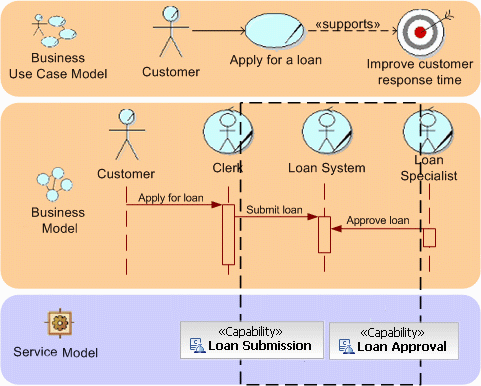 «supports»
Business
Use Case Model
Customer
Apply for a loan
Improve customer
response time
Customer
Clerk
Loan System
Loan
Specialist
Business
Model
Apply for loan
Submit loan
Approve loan
Service Model
«Capability»
Loan Submission
«Capability»
Loan Approval